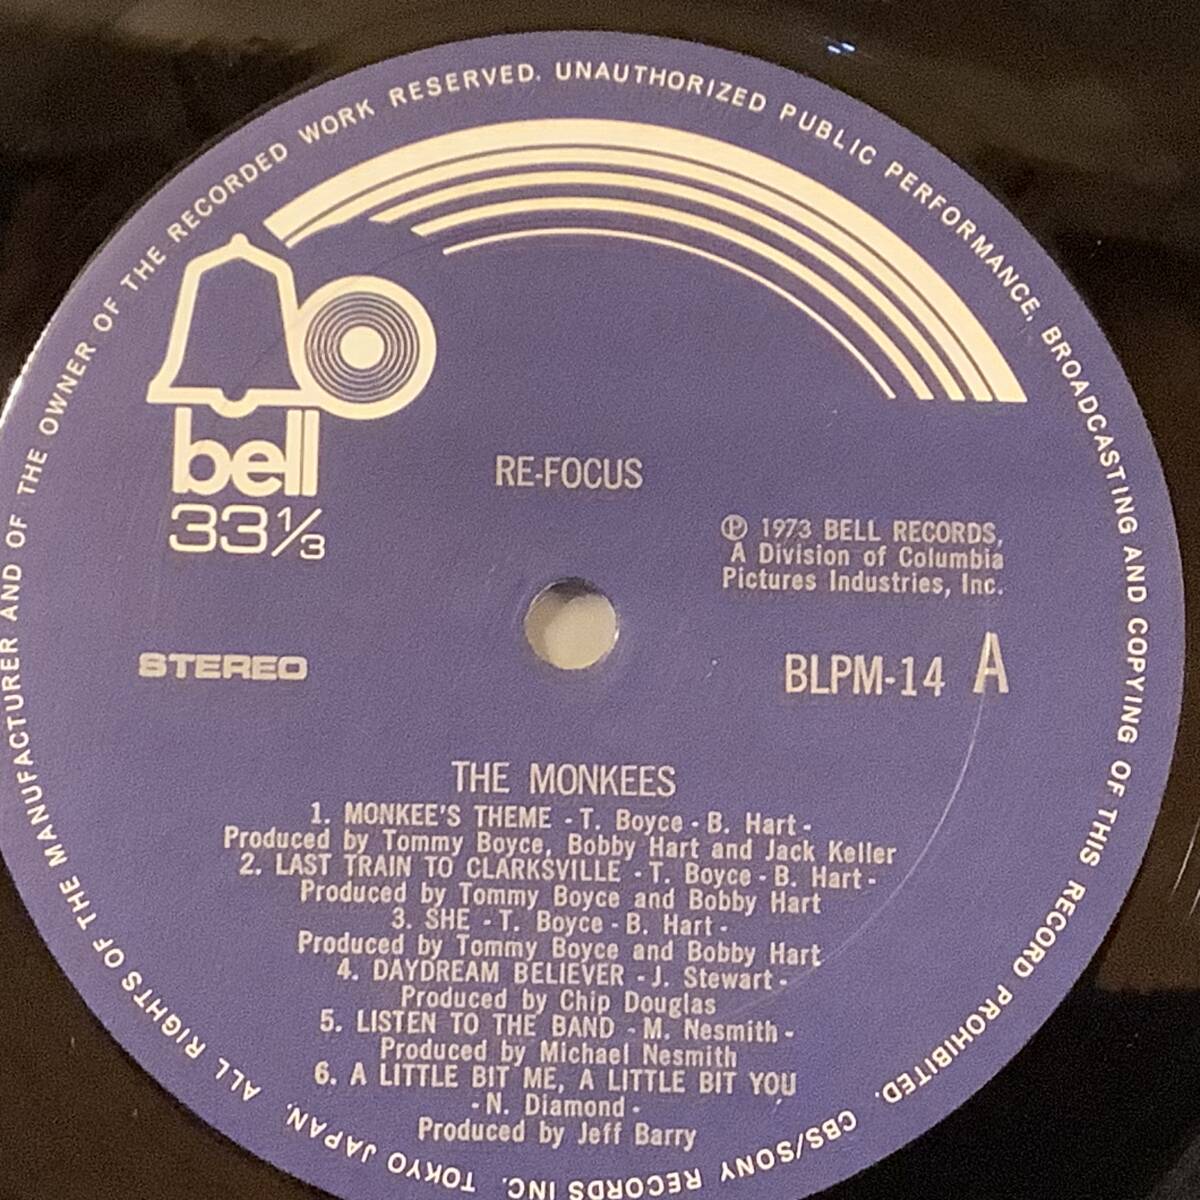 ALL RIGHTS OF THE MANUFACTURER AND OF THE OWNER OF THE RECORDED WORK RESERVED. UNAUTHORIZED PUBLIC PERFORMANCE, BROADCASTING AND COPYING OF THIS RECORD PROHIBITED. CBS/SONY RECORDS INC. TOKYO JAPAN.
bell
33 1/3
RE-FOCUS
℗ 1973 BELL RECORDS,
A Division of Columbia
Pictures Industries, Inc.
STEREO
BLPM-14 A
THE MONKEES
1. MONKEE'S THEME - T. Boyce - B. Hart -
Produced by Tommy Boyce, Bobby Hart and Jack Keller
2. LAST TRAIN TO CLARKSVILLE - T. Boyce - B. Hart -
Produced by Tommy Boyce and Bobby Hart
3. SHE - T. Boyce - B. Hart -
Produced by Tommy Boyce and Bobby Hart
4. DAYDREAM BELIEVER - J. Stewart -
Produced by Chip Douglas
5. LISTEN TO THE BAND - M. Nesmith -
Produced by Michael Nesmith
6. A LITTLE BIT ME, A LITTLE BIT YOU
- N. Diamond -
Produced by Jeff Barry